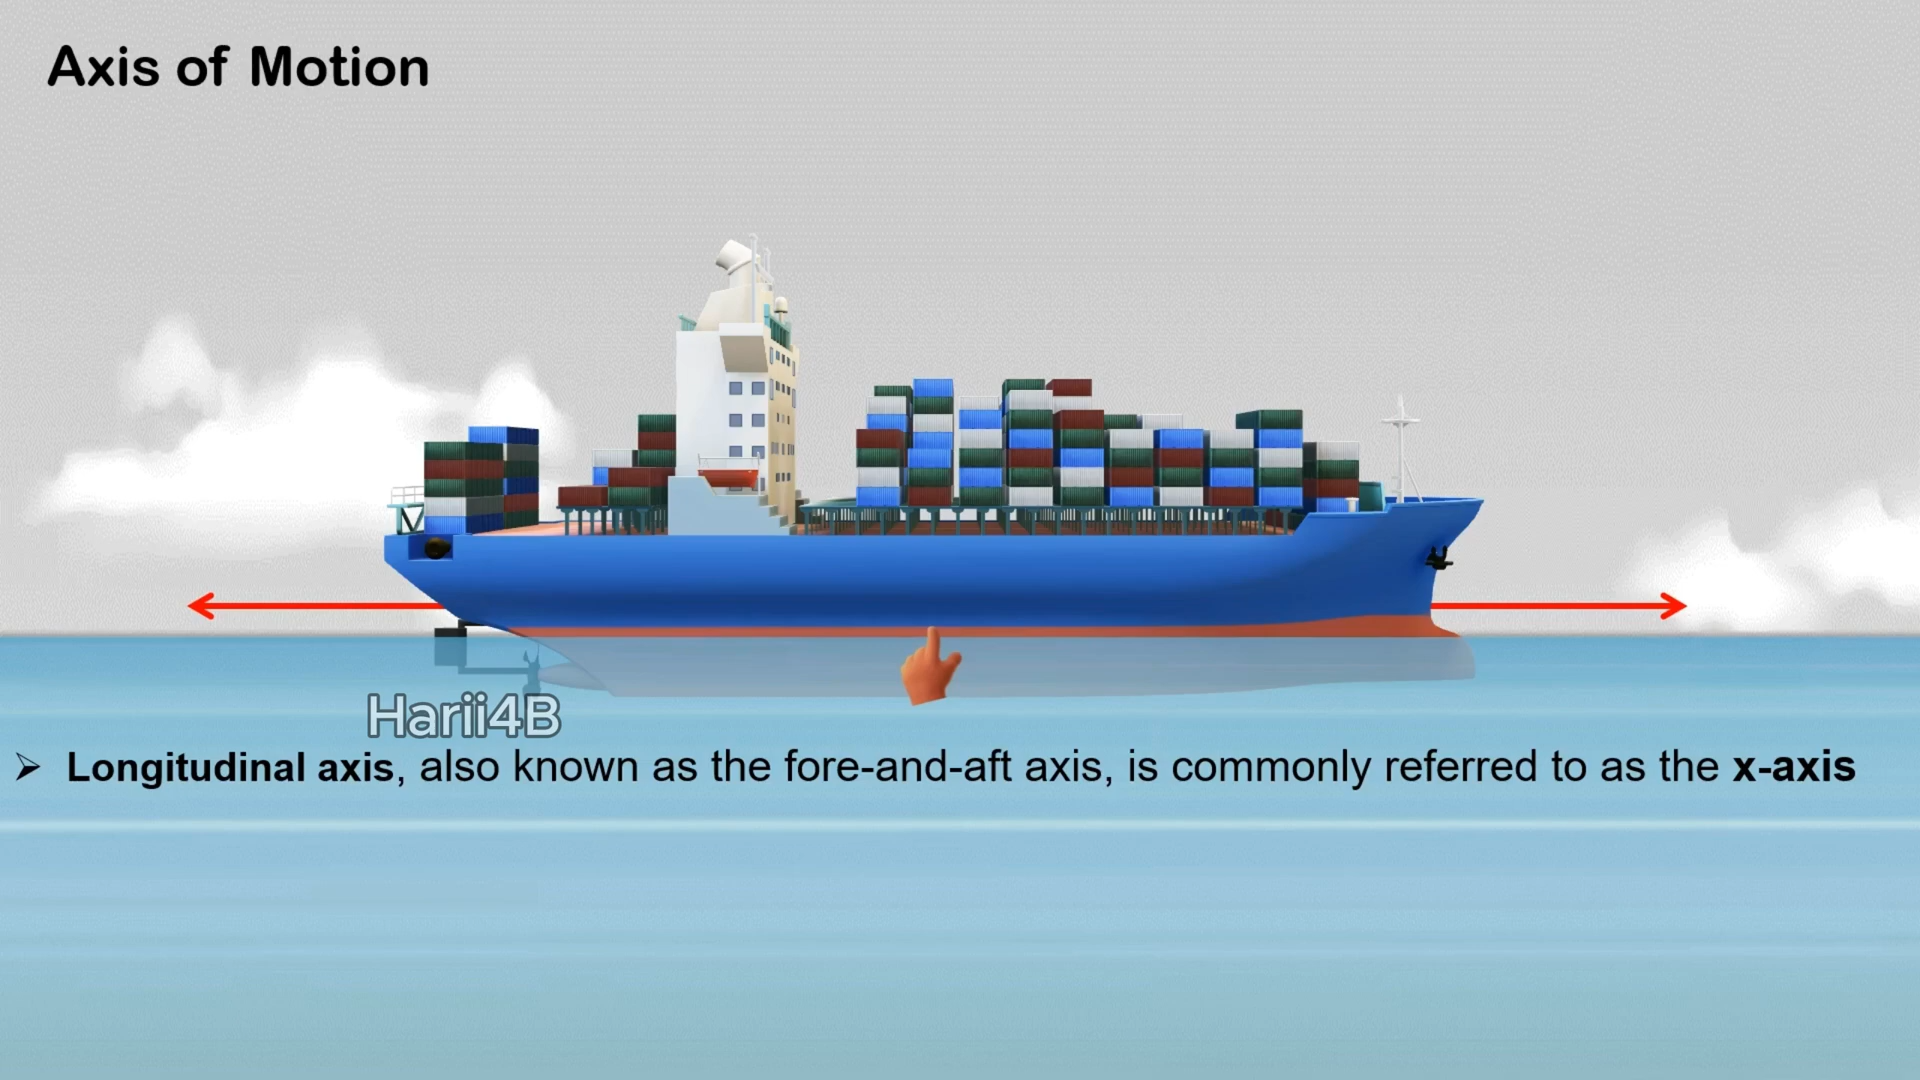 Axis of Motion
Harii4B
➢ Longitudinal axis, also known as the fore-and-aft axis, is commonly referred to as the x-axis